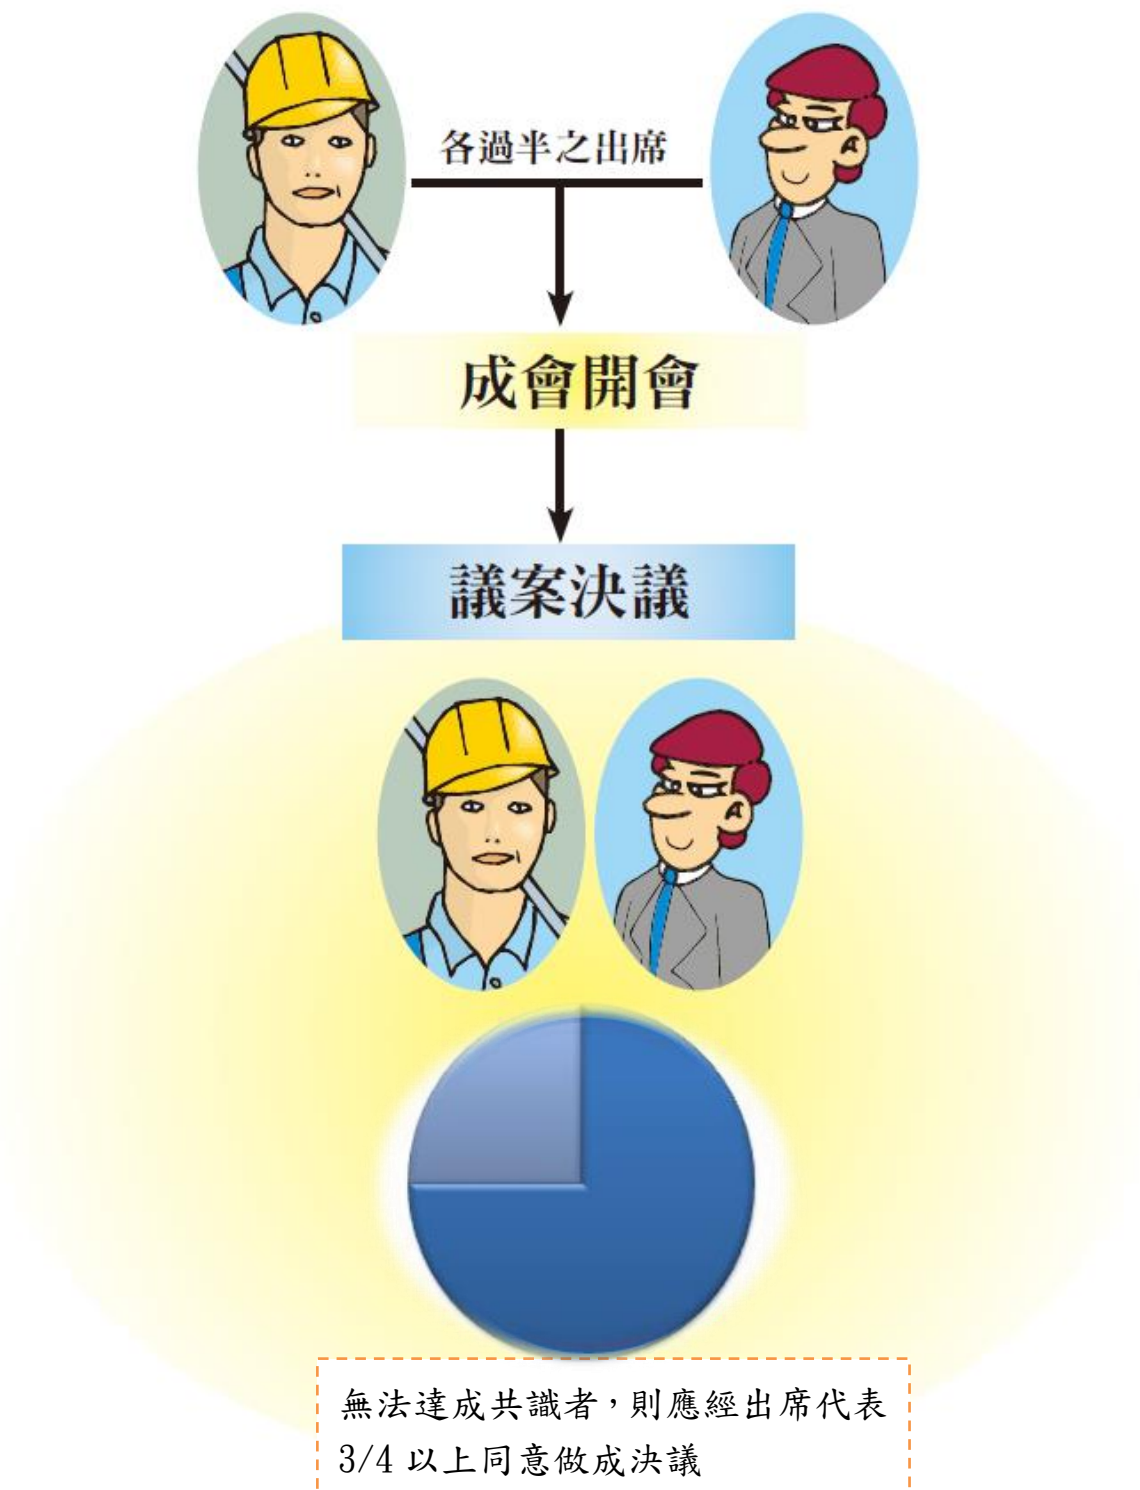 各過半之出席
成會開會
議案決議
無法達成共識者，則應經出席代表
3/4 以上同意做成決議